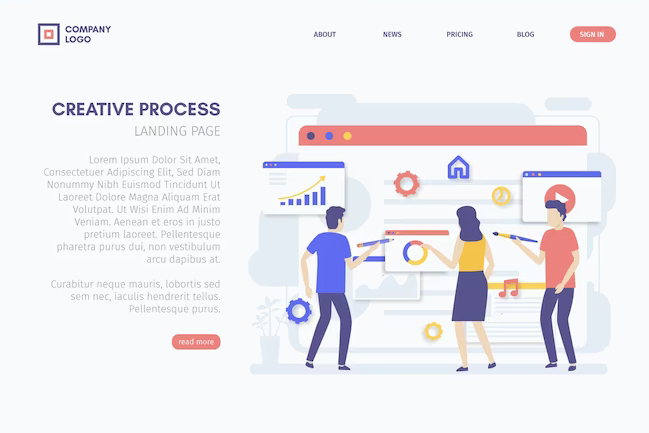 COMPANY
LOGO
ABOUT
NEWS
PRICING
BLOG
SIGN IN
CREATIVE PROCESS
LANDING PAGE
Lorem Ipsum Dolor Sit Amet,
Consectetuer Adipiscing Elit, Sed Diam
Nonummy Nibh Euismod Tincidunt Ut
Laoreet Dolore Magna Aliquam Erat
Volutpat. Ut Wisi Enim Ad Minim
Veniam. Aenean et eros in justo
pretium laoreet. Pellentesque
pharetra purus dui, non vestibulum
arcu dapibus at.
Curabitur neque mauris, lobortis sed
sem nec, iaculis hendrerit tellus.
Pellentesque purus.
read more